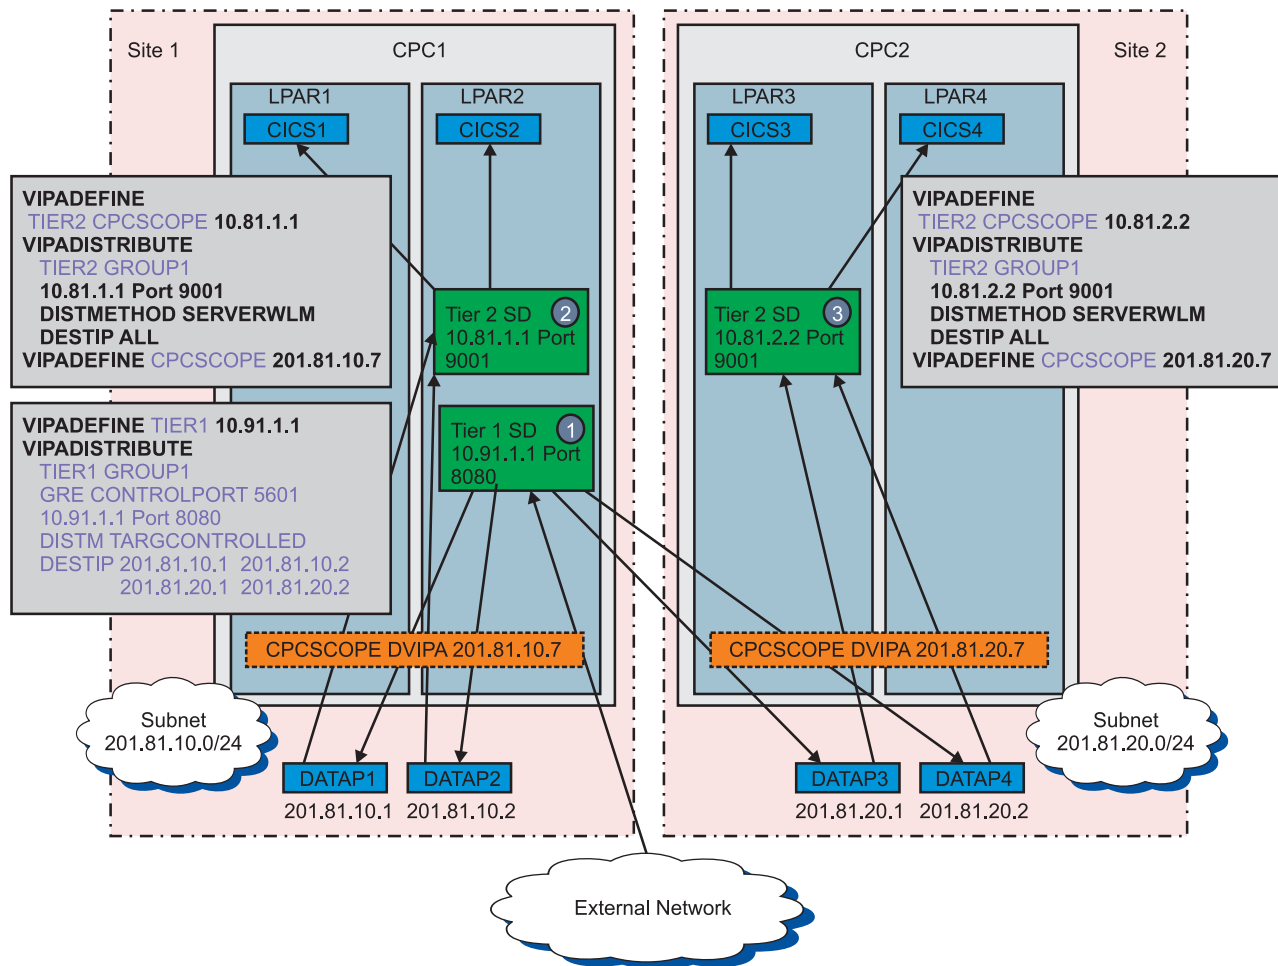 Site 1
CPC1
LPAR1
CICS1
LPAR2
CICS2
VIPADEFINE
TIER2 CPCSCOPE 10.81.1.1
VIPADISTRIBUTE
TIER2 GROUP1
10.81.1.1 Port 9001
DISTMETHOD SERVERWLM
DESTIP ALL
VIPADEFINE CPCSCOPE 201.81.10.7
Tier 2 SD 2
10.81.1.1 Port
9001
VIPADEFINE TIER1 10.91.1.1
VIPADISTRIBUTE
TIER1 GROUP1
GRE CONTROLPORT 5601
10.91.1.1 Port 8080
DISTM TARGCONTROLLED
DESTIP 201.81.10.1 201.81.10.2
201.81.20.1 201.81.20.2
Tier 1 SD 1
10.91.1.1 Port
8080
CPCSCOPE DVIPA 201.81.10.7
Subnet
201.81.10.0/24
DATAP1
201.81.10.1
DATAP2
201.81.10.2
CPC2
Site 2
LPAR3
CICS3
LPAR4
CICS4
Tier 2 SD 3
10.81.2.2 Port
9001
VIPADEFINE
TIER2 CPCSCOPE 10.81.2.2
VIPADISTRIBUTE
TIER2 GROUP1
10.81.2.2 Port 9001
DISTMETHOD SERVERWLM
DESTIP ALL
VIPADEFINE CPCSCOPE 201.81.20.7
CPCSCOPE DVIPA 201.81.20.7
Subnet
201.81.20.0/24
DATAP3
201.81.20.1
DATAP4
201.81.20.2
External Network